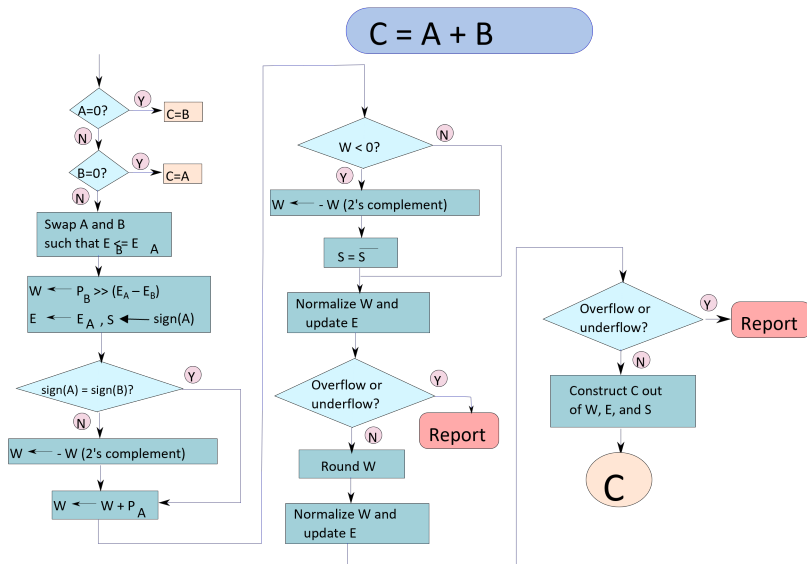 C = A + B
A=0?
Y
C=B
N
B=0?
Y
C=A
N
Swap A and B
such that E_B <= E_A
W ← P_B >> (E_A – E_B)
E ← E_A , S ← sign(A)
sign(A) = sign(B)?
Y
N
W ← - W (2's complement)
W ← W + P_A
W < 0?
N
Y
W ← - W (2's complement)
S = S̅
Normalize W and
update E
Overflow or
underflow?
Y
Report
N
Round W
Normalize W and
update E
Overflow or
underflow?
Y
Report
N
Construct C out
of W, E, and S
C